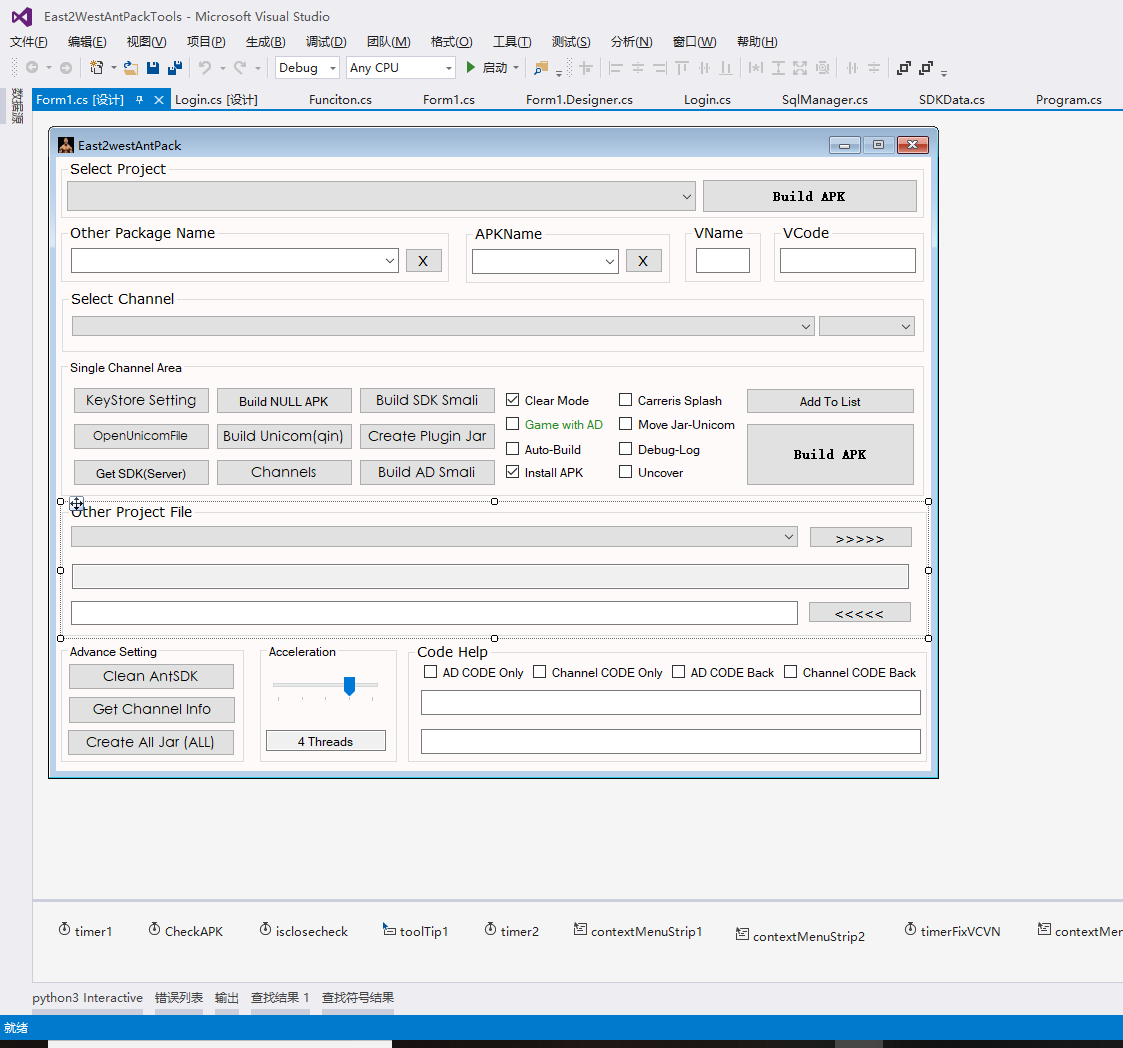 East2WestAntPackTools - Microsoft Visual Studio
文件(F) 编辑(E) 视图(V) 项目(P) 生成(B) 调试(D) 团队(M) 格式(O) 工具(T) 测试(S) 分析(N) 窗口(W) 帮助(H)
Debug Any CPU 启动
数据源
Form1.cs [设计] Login.cs [设计] Funciton.cs Form1.cs Form1.Designer.cs Login.cs SqlManager.cs SDKData.cs Program.cs
East2westAntPack
Select Project
Build APK
Other Package Name APKName VName VCode
X X
Select Channel
Single Channel Area
KeyStore Setting Build NULL APK Build SDK Smali Clear Mode Carreris Splash Add To List
OpenUnicomFile Build Unicom(qin) Create Plugin Jar Game with AD Move Jar-Unicom
Auto-Build Debug-Log Build APK
Get SDK(Server) Channels Build AD Smali Install APK Uncover
Other Project File
>>>>>
<<<<<
Advance Setting Acceleration Code Help
Clean AntSDK AD CODE Only Channel CODE Only AD CODE Back Channel CODE Back
Get Channel Info
Create All Jar (ALL) 4 Threads
timer1 CheckAPK isclosecheck toolTip1 timer2 contextMenuStrip1 contextMenuStrip2 timerFixVCVN contextMer
python3 Interactive 错误列表 输出 查找结果 1 查找符号结果
就绪